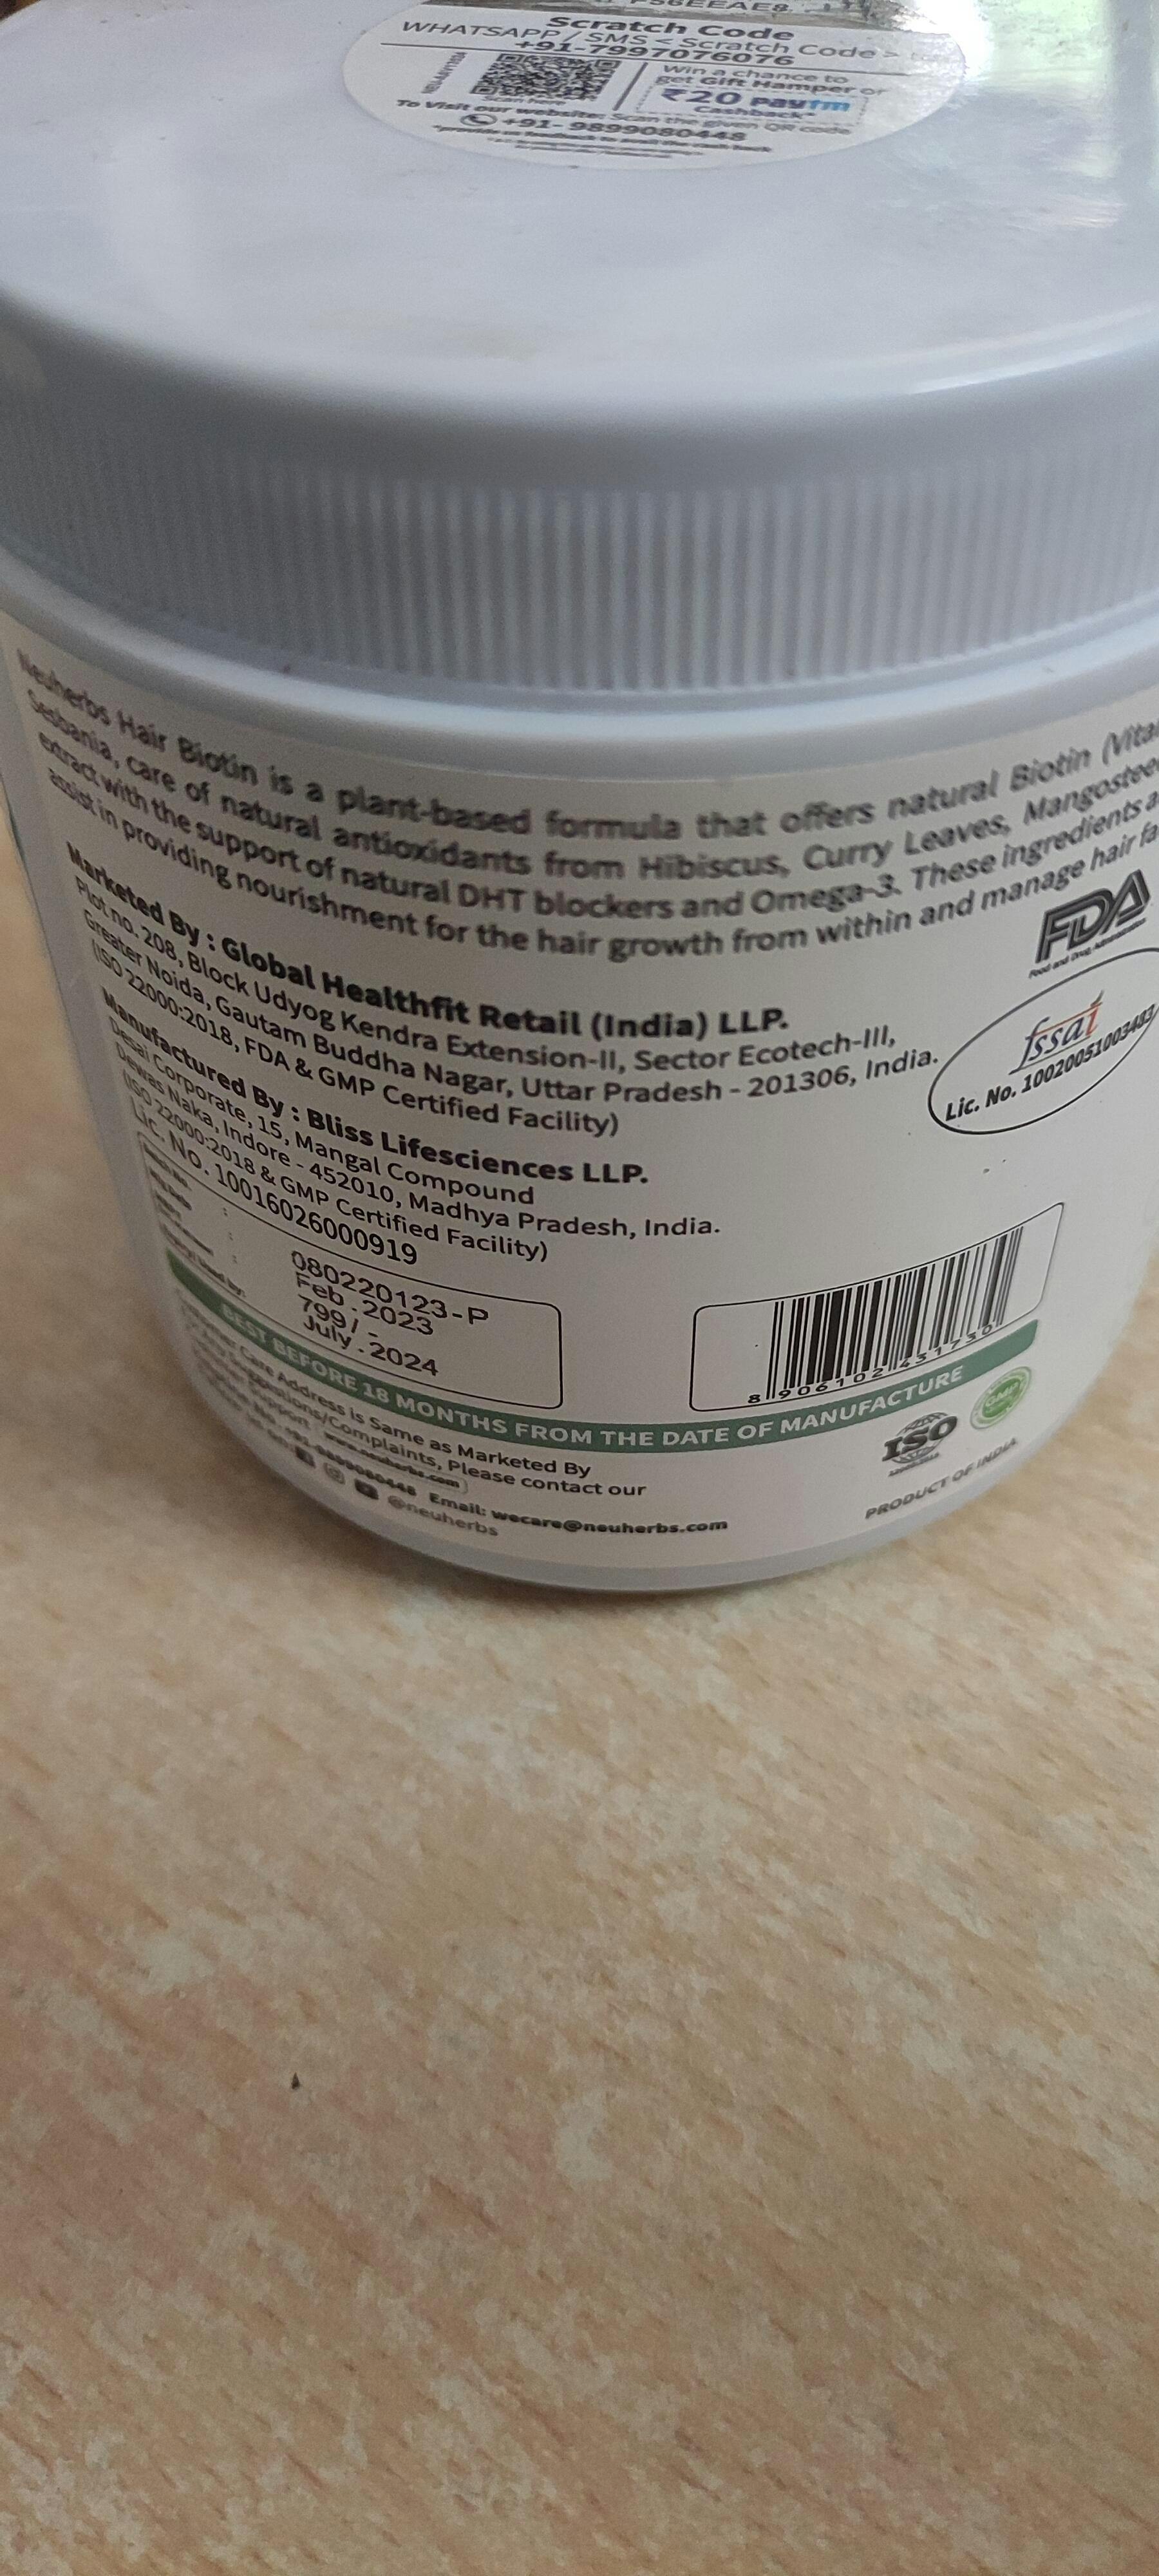 Scratch Code
WHATSAPP / SMS < Scratch Code >
+91-7997076076
Scan here
Win a chance to
get Gift Hamper or
₹20 paytm
Cashback*
To Visit our website: Scan the given QR code
+91- 9899080448
Neuherbs Hair Biotin is a plant-based formula that offers natural Biotin
Sesbania, care of natural antioxidants from Hibiscus, Curry Leaves,
extract with the support of natural DHT blockers and Omega-3. These ingredients
assist in providing nourishment for the hair growth from within and manage hair
FDA
Food and Drug Administration
Marketed By : Global Healthfit Retail (India) LLP.
Plot no. 208, Block Udyog Kendra Extension-II, Sector Ecotech-III,
Greater Noida, Gautam Buddha Nagar, Uttar Pradesh - 201306, India.
(ISO 22000:2018, FDA & GMP Certified Facility)
fssai
Lic. No. 10020051003483
Manufactured By : Bliss Lifesciences LLP.
Desai Corporate, 15, Mangal Compound
Dewas Naka, Indore - 452010, Madhya Pradesh, India.
(ISO 22000:2018 & GMP Certified Facility)
Lic. No. 10016026000919
080220123-P
Feb . 2023
799/-
July . 2024
8 906102 431730
BEST BEFORE 18 MONTHS FROM THE DATE OF MANUFACTURE
Care Address is Same as Marketed By
/Complaints, Please contact our
www.neuherbs.com
Email: wecare@neuherbs.com
@neuherbs
ISO
GMP
PRODUCT OF INDIA